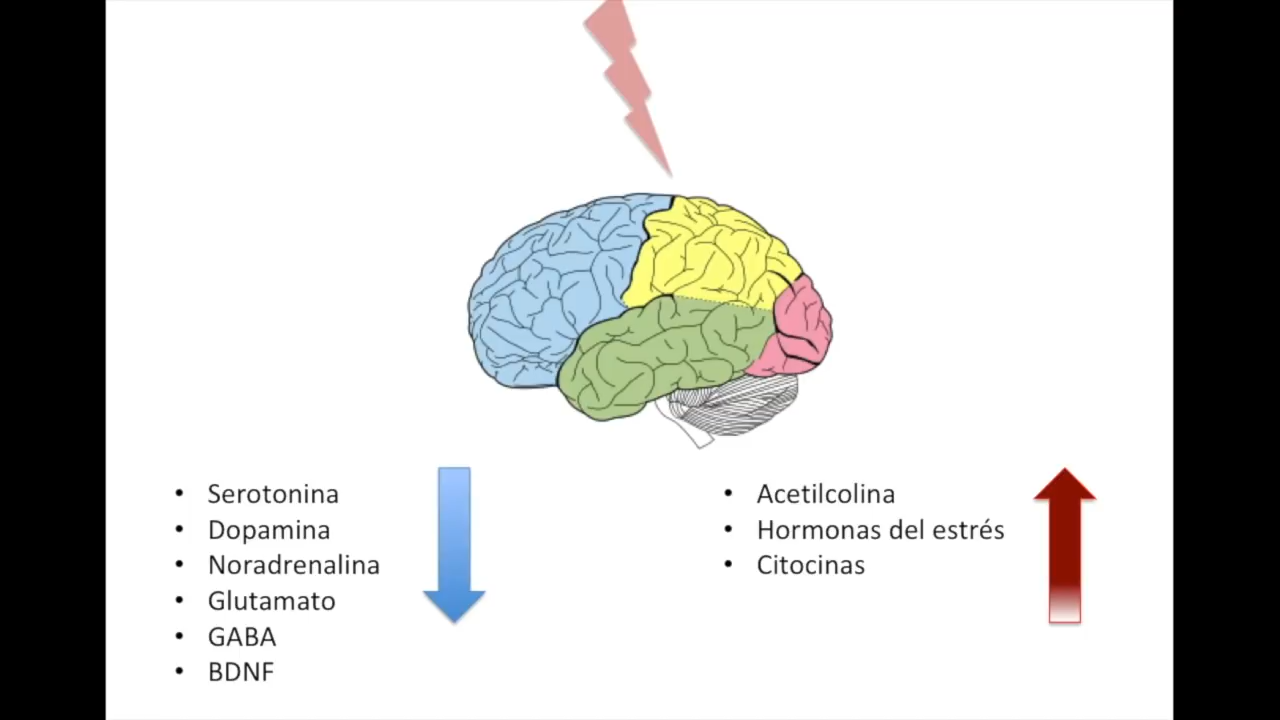 • Serotonina
• Dopamina
• Noradrenalina
• Glutamato
• GABA
• BDNF
• Acetilcolina
• Hormonas del estrés
• Citocinas